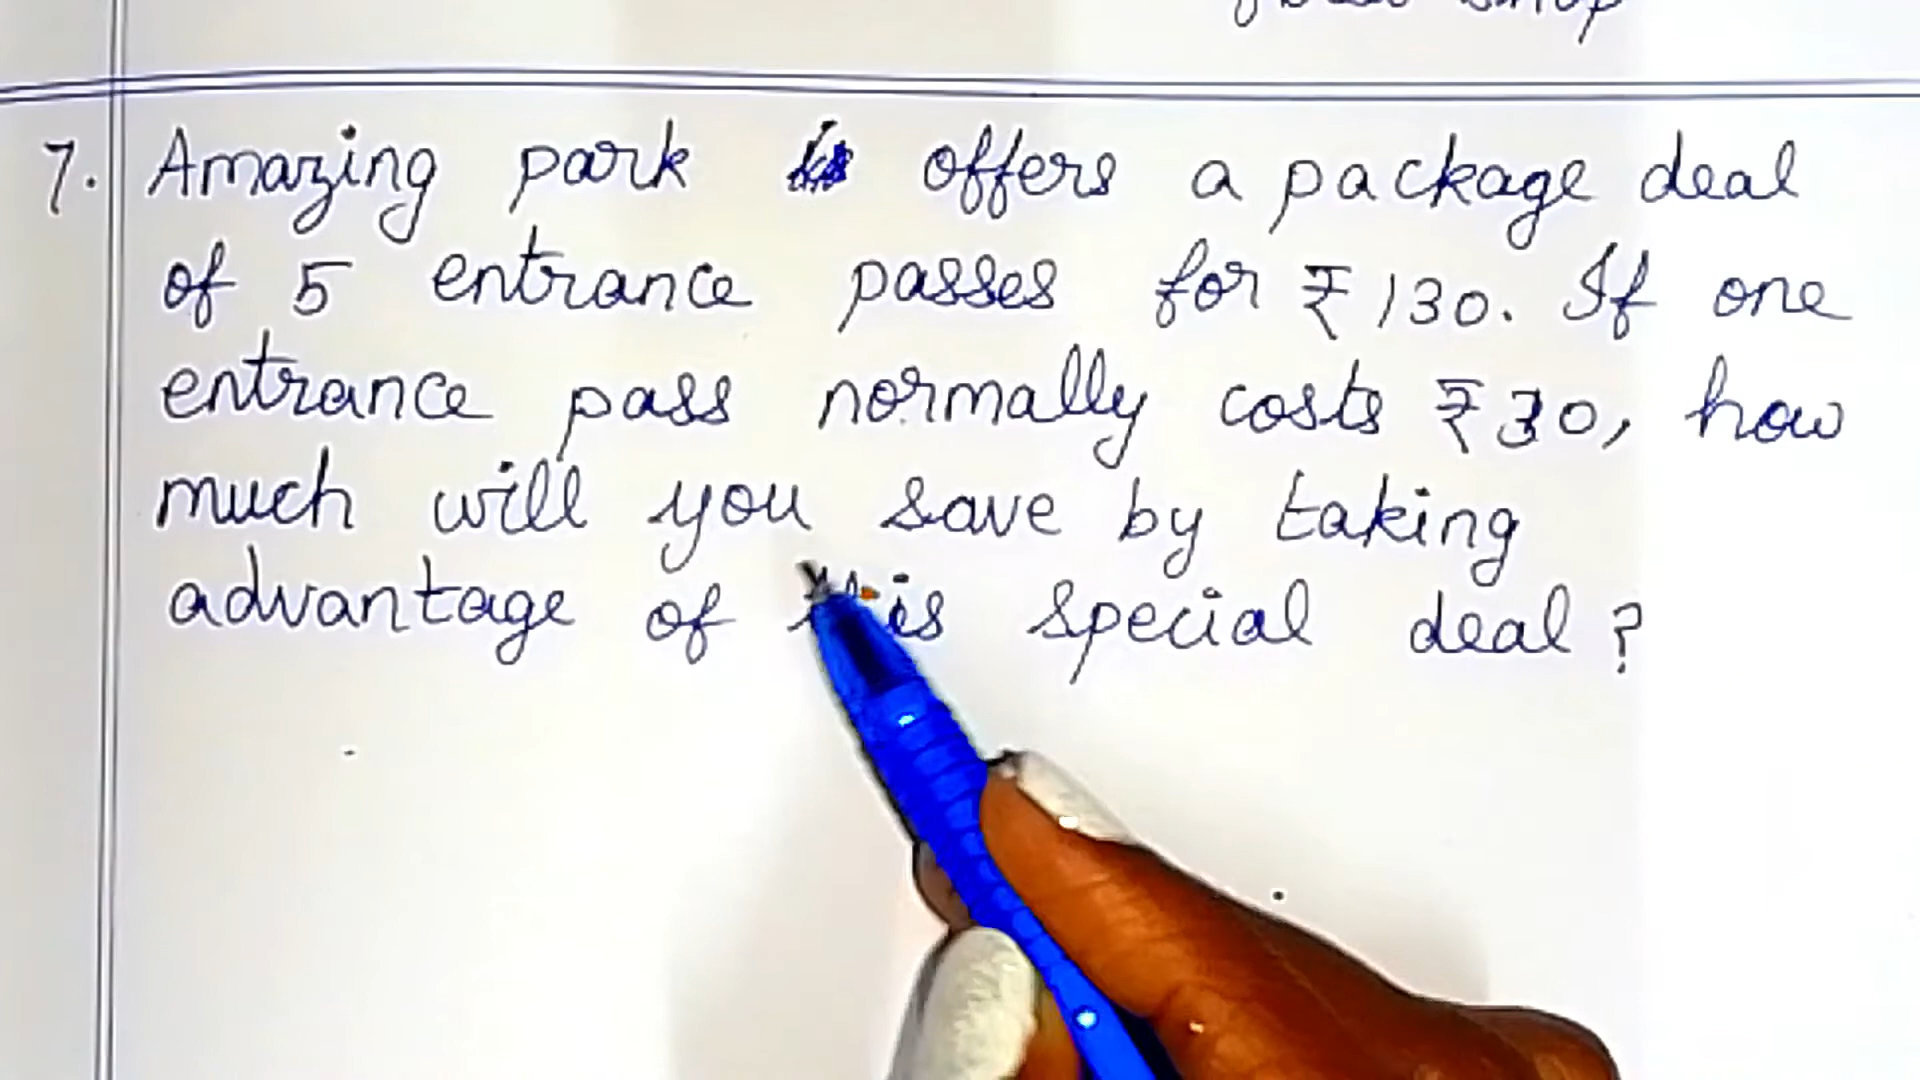 7. Amazing park offers a package deal
of 5 entrance passes for ₹130. If one
entrance pass normally costs ₹30, how
much will you save by taking
advantage of this special deal?